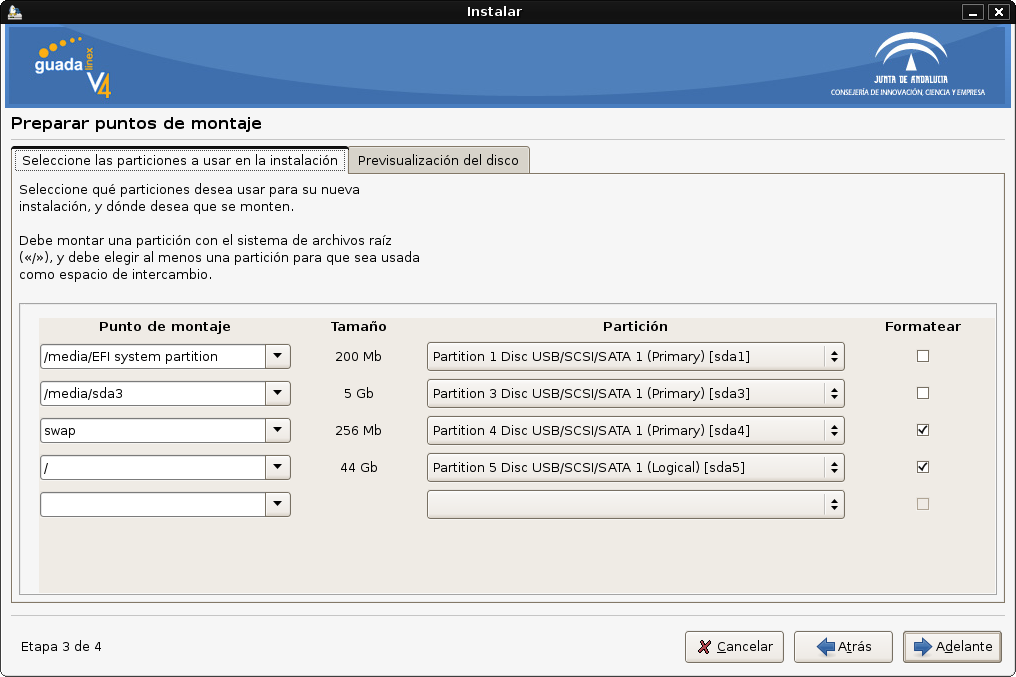 Instalar
guada
linex
V4
JUNTA DE ANDALUCIA
CONSEJERÍA DE INNOVACIÓN, CIENCIA Y EMPRESA
Preparar puntos de montaje
Seleccione las particiones a usar en la instalación
Previsualización del disco
Seleccione qué particiones desea usar para su nueva
instalación, y dónde desea que se monten.
Debe montar una partición con el sistema de archivos raíz
(«/»), y debe elegir al menos una partición para que sea usada
como espacio de intercambio.
Punto de montaje Tamaño Partición Formatear
/media/EFI system partition 200 Mb Partition 1 Disc USB/SCSI/SATA 1 (Primary) [sda1]
/media/sda3 5 Gb Partition 3 Disc USB/SCSI/SATA 1 (Primary) [sda3]
swap 256 Mb Partition 4 Disc USB/SCSI/SATA 1 (Primary) [sda4]
/ 44 Gb Partition 5 Disc USB/SCSI/SATA 1 (Logical) [sda5]
Etapa 3 de 4 Cancelar Atrás Adelante